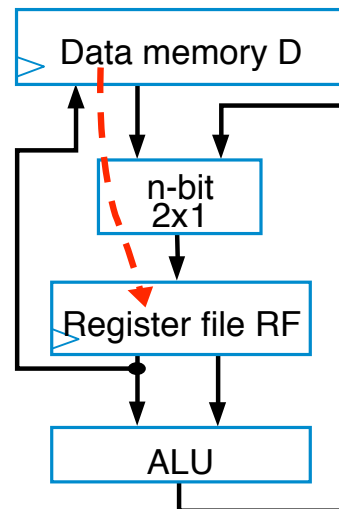 Data memory D
n-bit
2x1
Register file RF
ALU